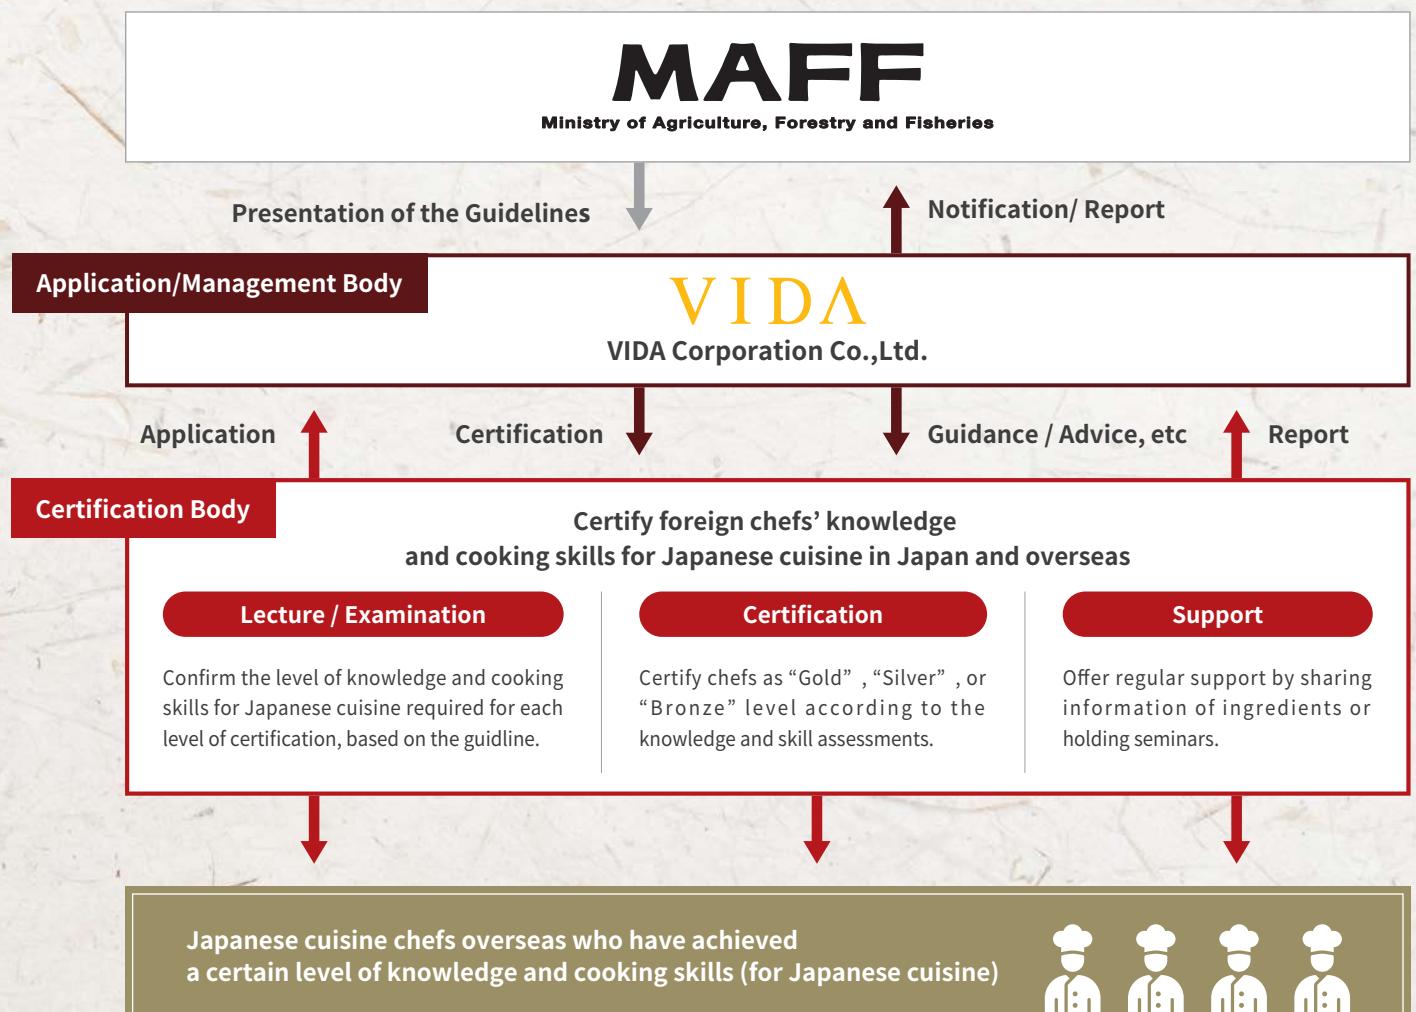 MAFF
Ministry of Agriculture, Forestry and Fisheries
Presentation of the Guidelines
Notification/ Report
Application/Management Body
VIDA
VIDA Corporation Co.,Ltd.
Application
Certification
Guidance / Advice, etc
Report
Certification Body
Certify foreign chefs’ knowledge
and cooking skills for Japanese cuisine in Japan and overseas
Lecture / Examination
Confirm the level of knowledge and cooking
skills for Japanese cuisine required for each
level of certification, based on the guidline.
Certification
Certify chefs as “Gold” , “Silver” , or
“Bronze” level according to the
knowledge and skill assessments.
Support
Offer regular support by sharing
information of ingredients or
holding seminars.
Japanese cuisine chefs overseas who have achieved
a certain level of knowledge and cooking skills (for Japanese cuisine)